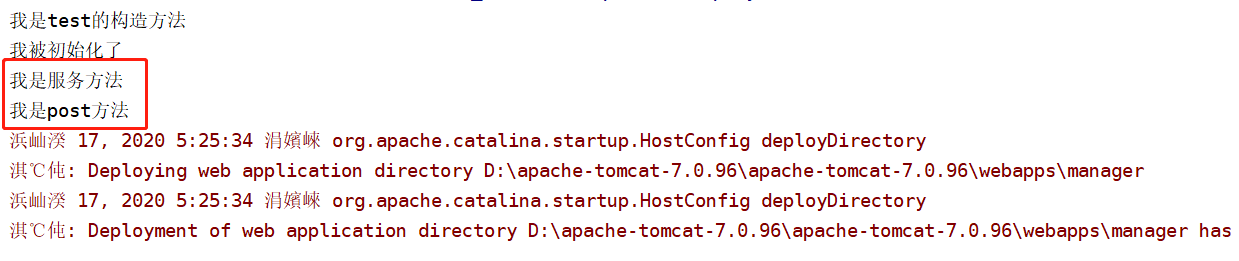 我是test的构造方法
我被初始化了
我是服务方法
我是post方法
浜屾湀 17, 2020 5:25:34 涓嬪崍 org.apache.catalina.startup.HostConfig deployDirectory
淇℃伅: Deploying web application directory D:\apache-tomcat-7.0.96\apache-tomcat-7.0.96\webapps\manager
浜屾湀 17, 2020 5:25:34 涓嬪崍 org.apache.catalina.startup.HostConfig deployDirectory
淇℃伅: Deployment of web application directory D:\apache-tomcat-7.0.96\apache-tomcat-7.0.96\webapps\manager has